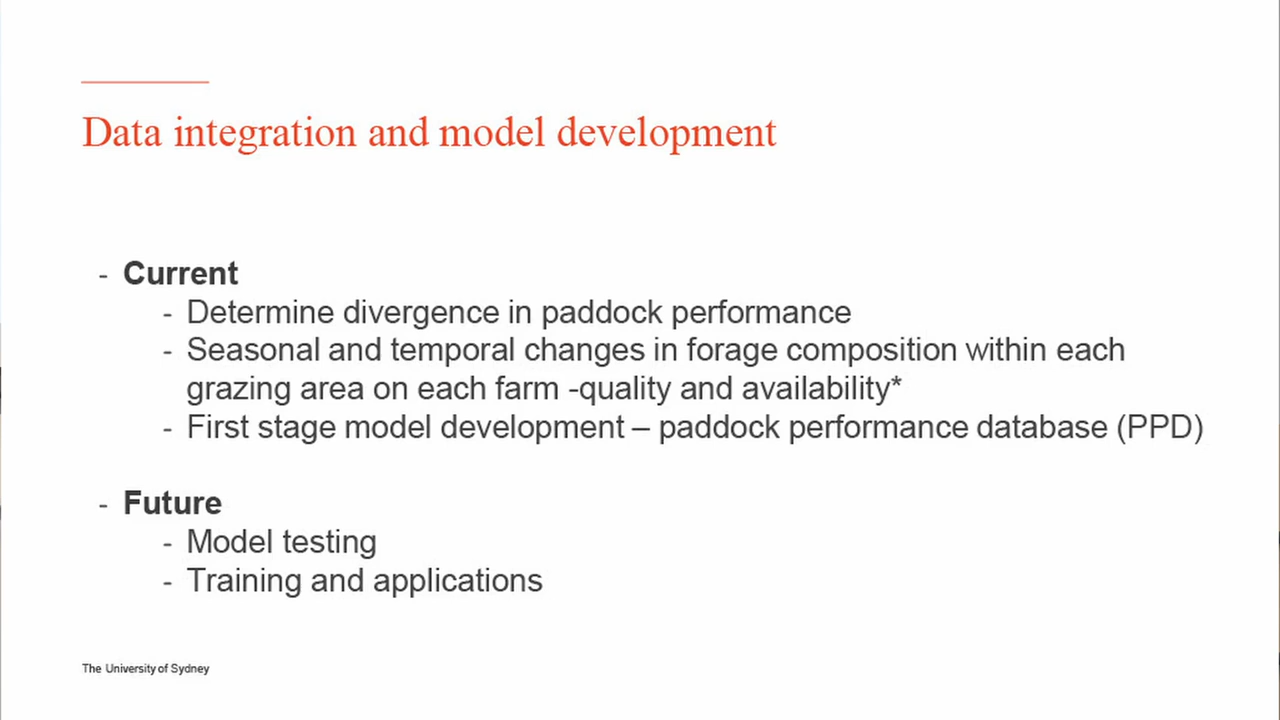 Data integration and model development
- Current
- Determine divergence in paddock performance
- Seasonal and temporal changes in forage composition within each
grazing area on each farm -quality and availability*
- First stage model development – paddock performance database (PPD)
- Future
- Model testing
- Training and applications
The University of Sydney